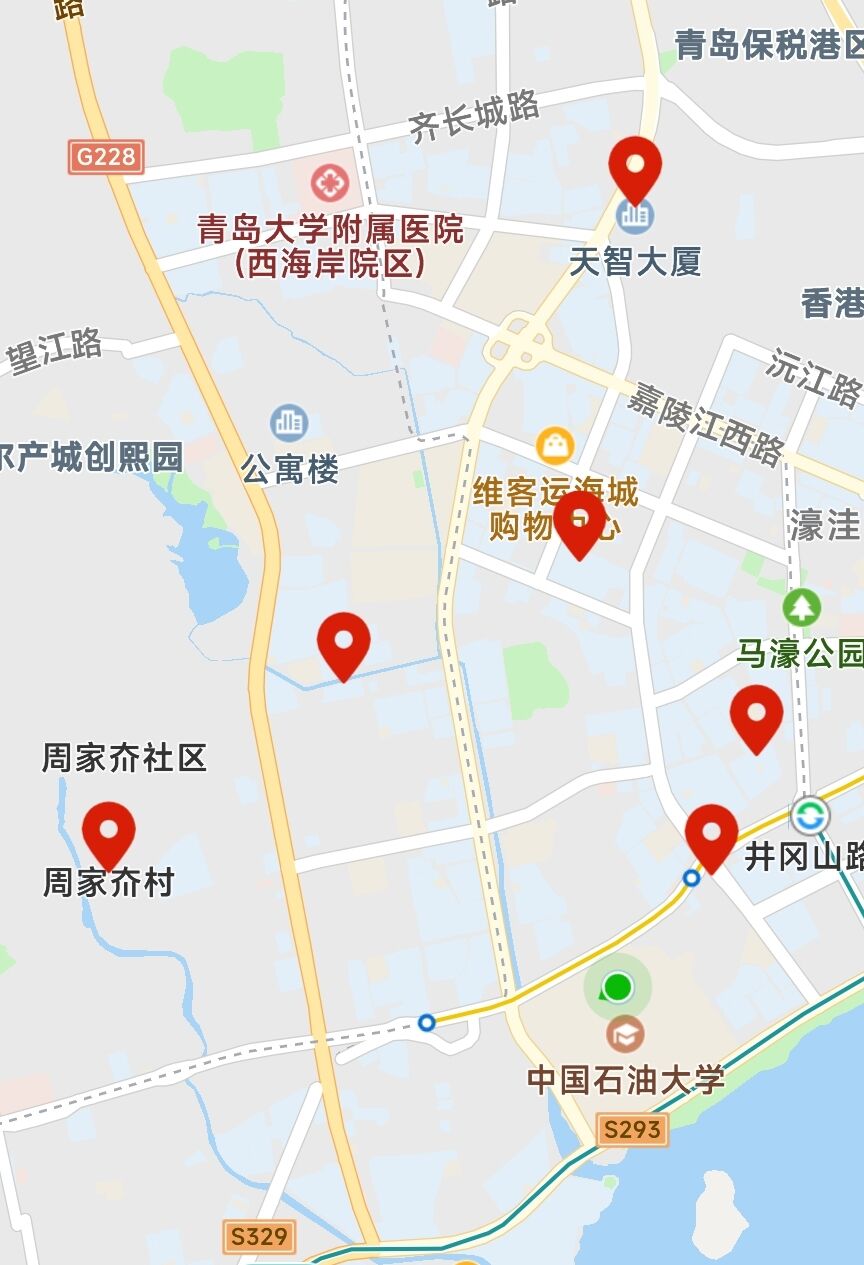 路
青岛保税港区
齐长城路
G228
青岛大学附属医院
(西海岸院区)
天智大厦
香港
望江路
沅江路
嘉陵江西路
尔产城创熙园
公寓楼
维客运海城
购物中心
濠洼
马濠公园
周家夼社区
周家夼村
井冈山路
中国石油大学
S293
S329